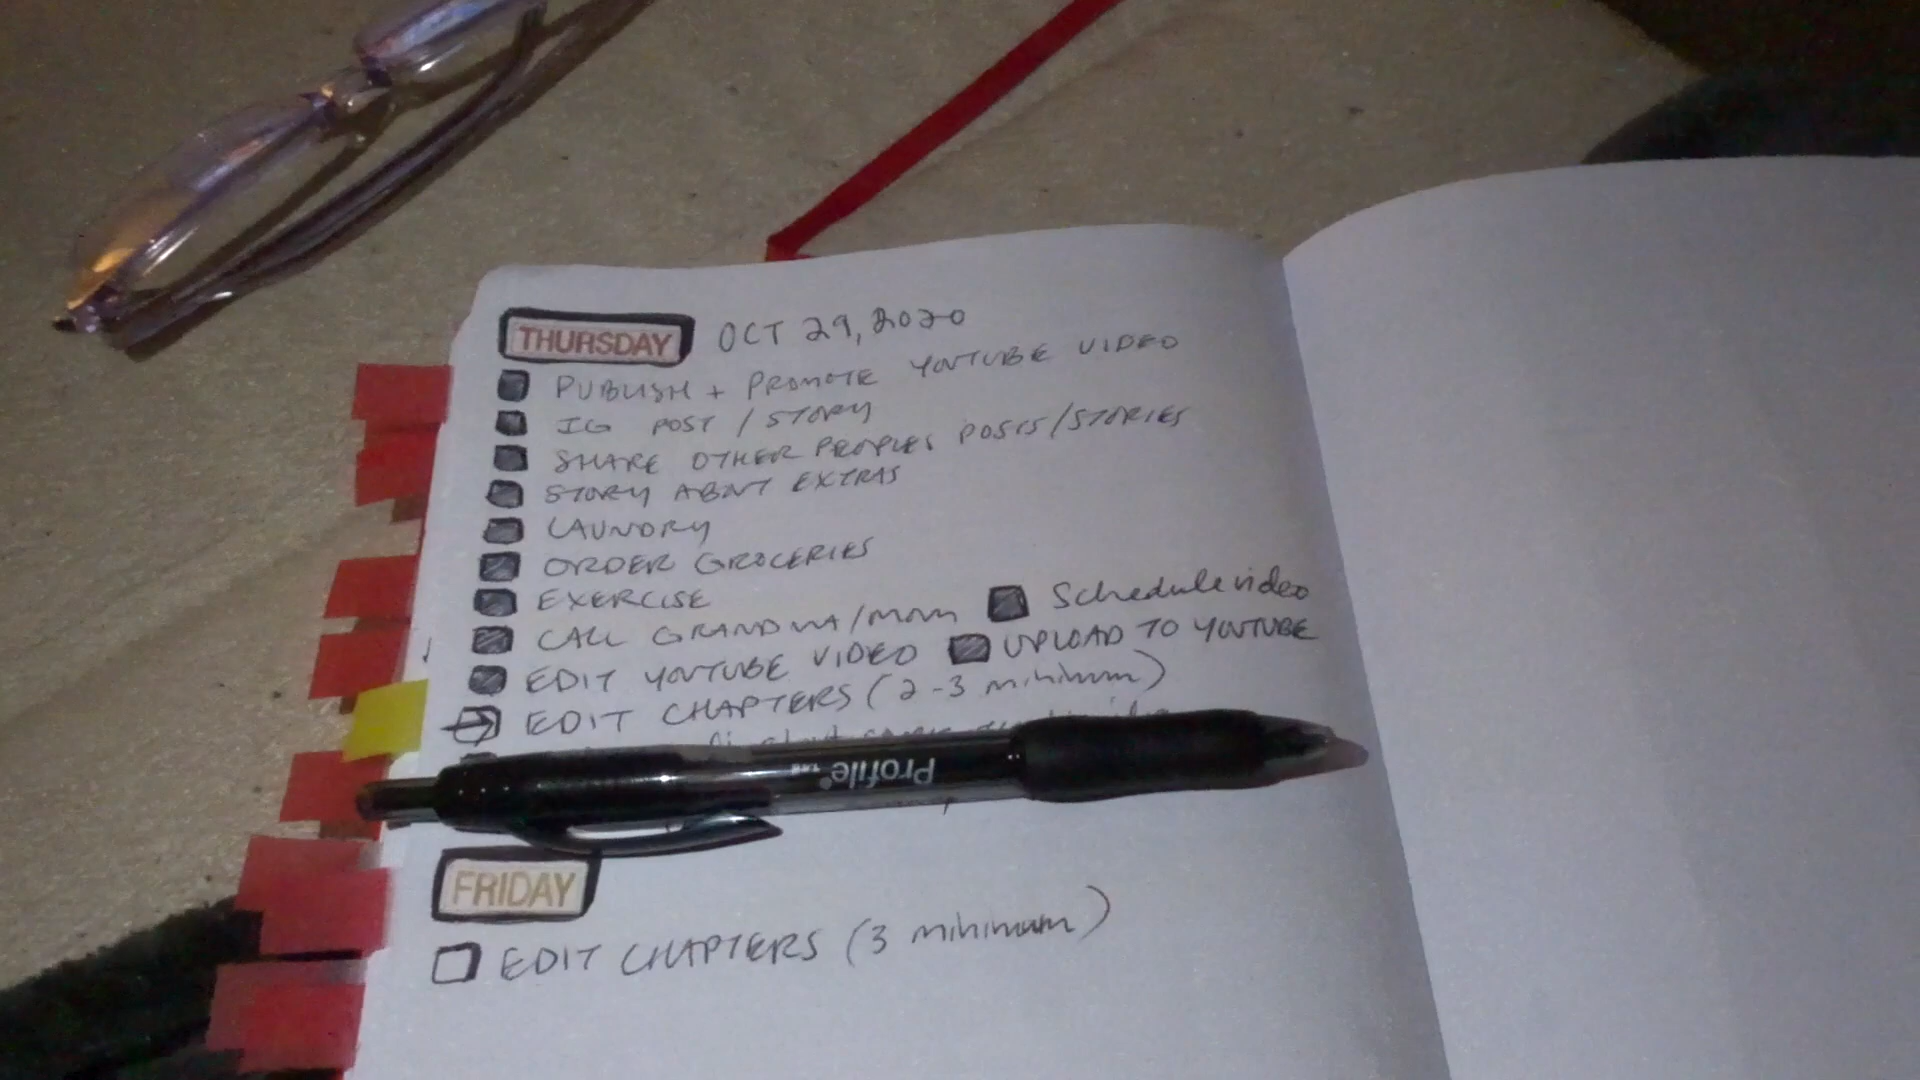 THURSDAY OCT 29, 2020
PUBLISH + PROMOTE YOUTUBE VIDEO
IG POST / STORY
SHARE OTHER PEOPLES POSTS/STORIES
STORY ABOUT EXTRAS
LAUNDRY
ORDER GROCERIES
EXERCISE
CALL GRANDMA/MOM
Schedule video
EDIT YOUTUBE VIDEO
UPLOAD TO YOUTUBE
EDIT CHAPTERS (2-3 minimum)
Profile
FRIDAY
EDIT CHAPTERS (3 minimum)